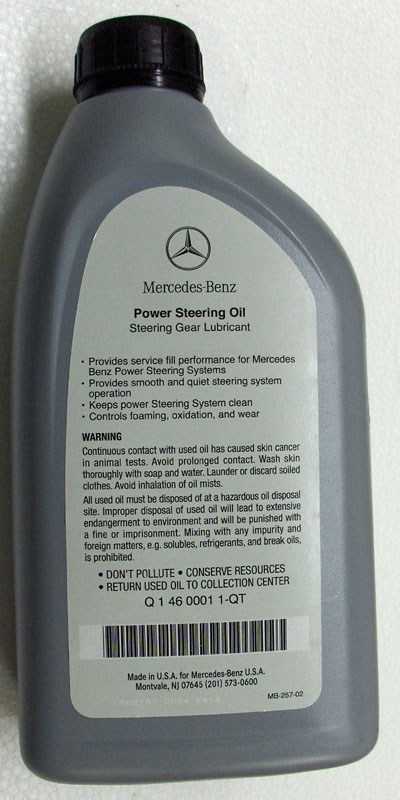 Mercedes-Benz
Power Steering Oil
Steering Gear Lubricant
• Provides service fill performance for Mercedes
Benz Power Steering Systems
• Provides smooth and quiet steering system
operation
• Keeps power Steering System clean
• Controls foaming, oxidation, and wear
WARNING
Continuous contact with used oil has caused skin cancer
in animal tests. Avoid prolonged contact. Wash skin
thoroughly with soap and water. Launder or discard soiled
clothes. Avoid inhalation of oil mists.
All used oil must be disposed of at a hazardous oil disposal
site. Improper disposal of used oil will lead to extensive
endangerment to environment and will be punished with
a fine or imprisonment. Mixing with any impurity and
foreign matters, e.g. solubles, refrigerants, and break oils,
is prohibited.
• DON'T POLLUTE • CONSERVE RESOURCES
• RETURN USED OIL TO COLLECTION CENTER
Q 1 46 0001 1-QT
Made in U.S.A. for Mercedes-Benz U.S.A.
Montvale, NJ 07645 (201) 573-0600
MB-257-02